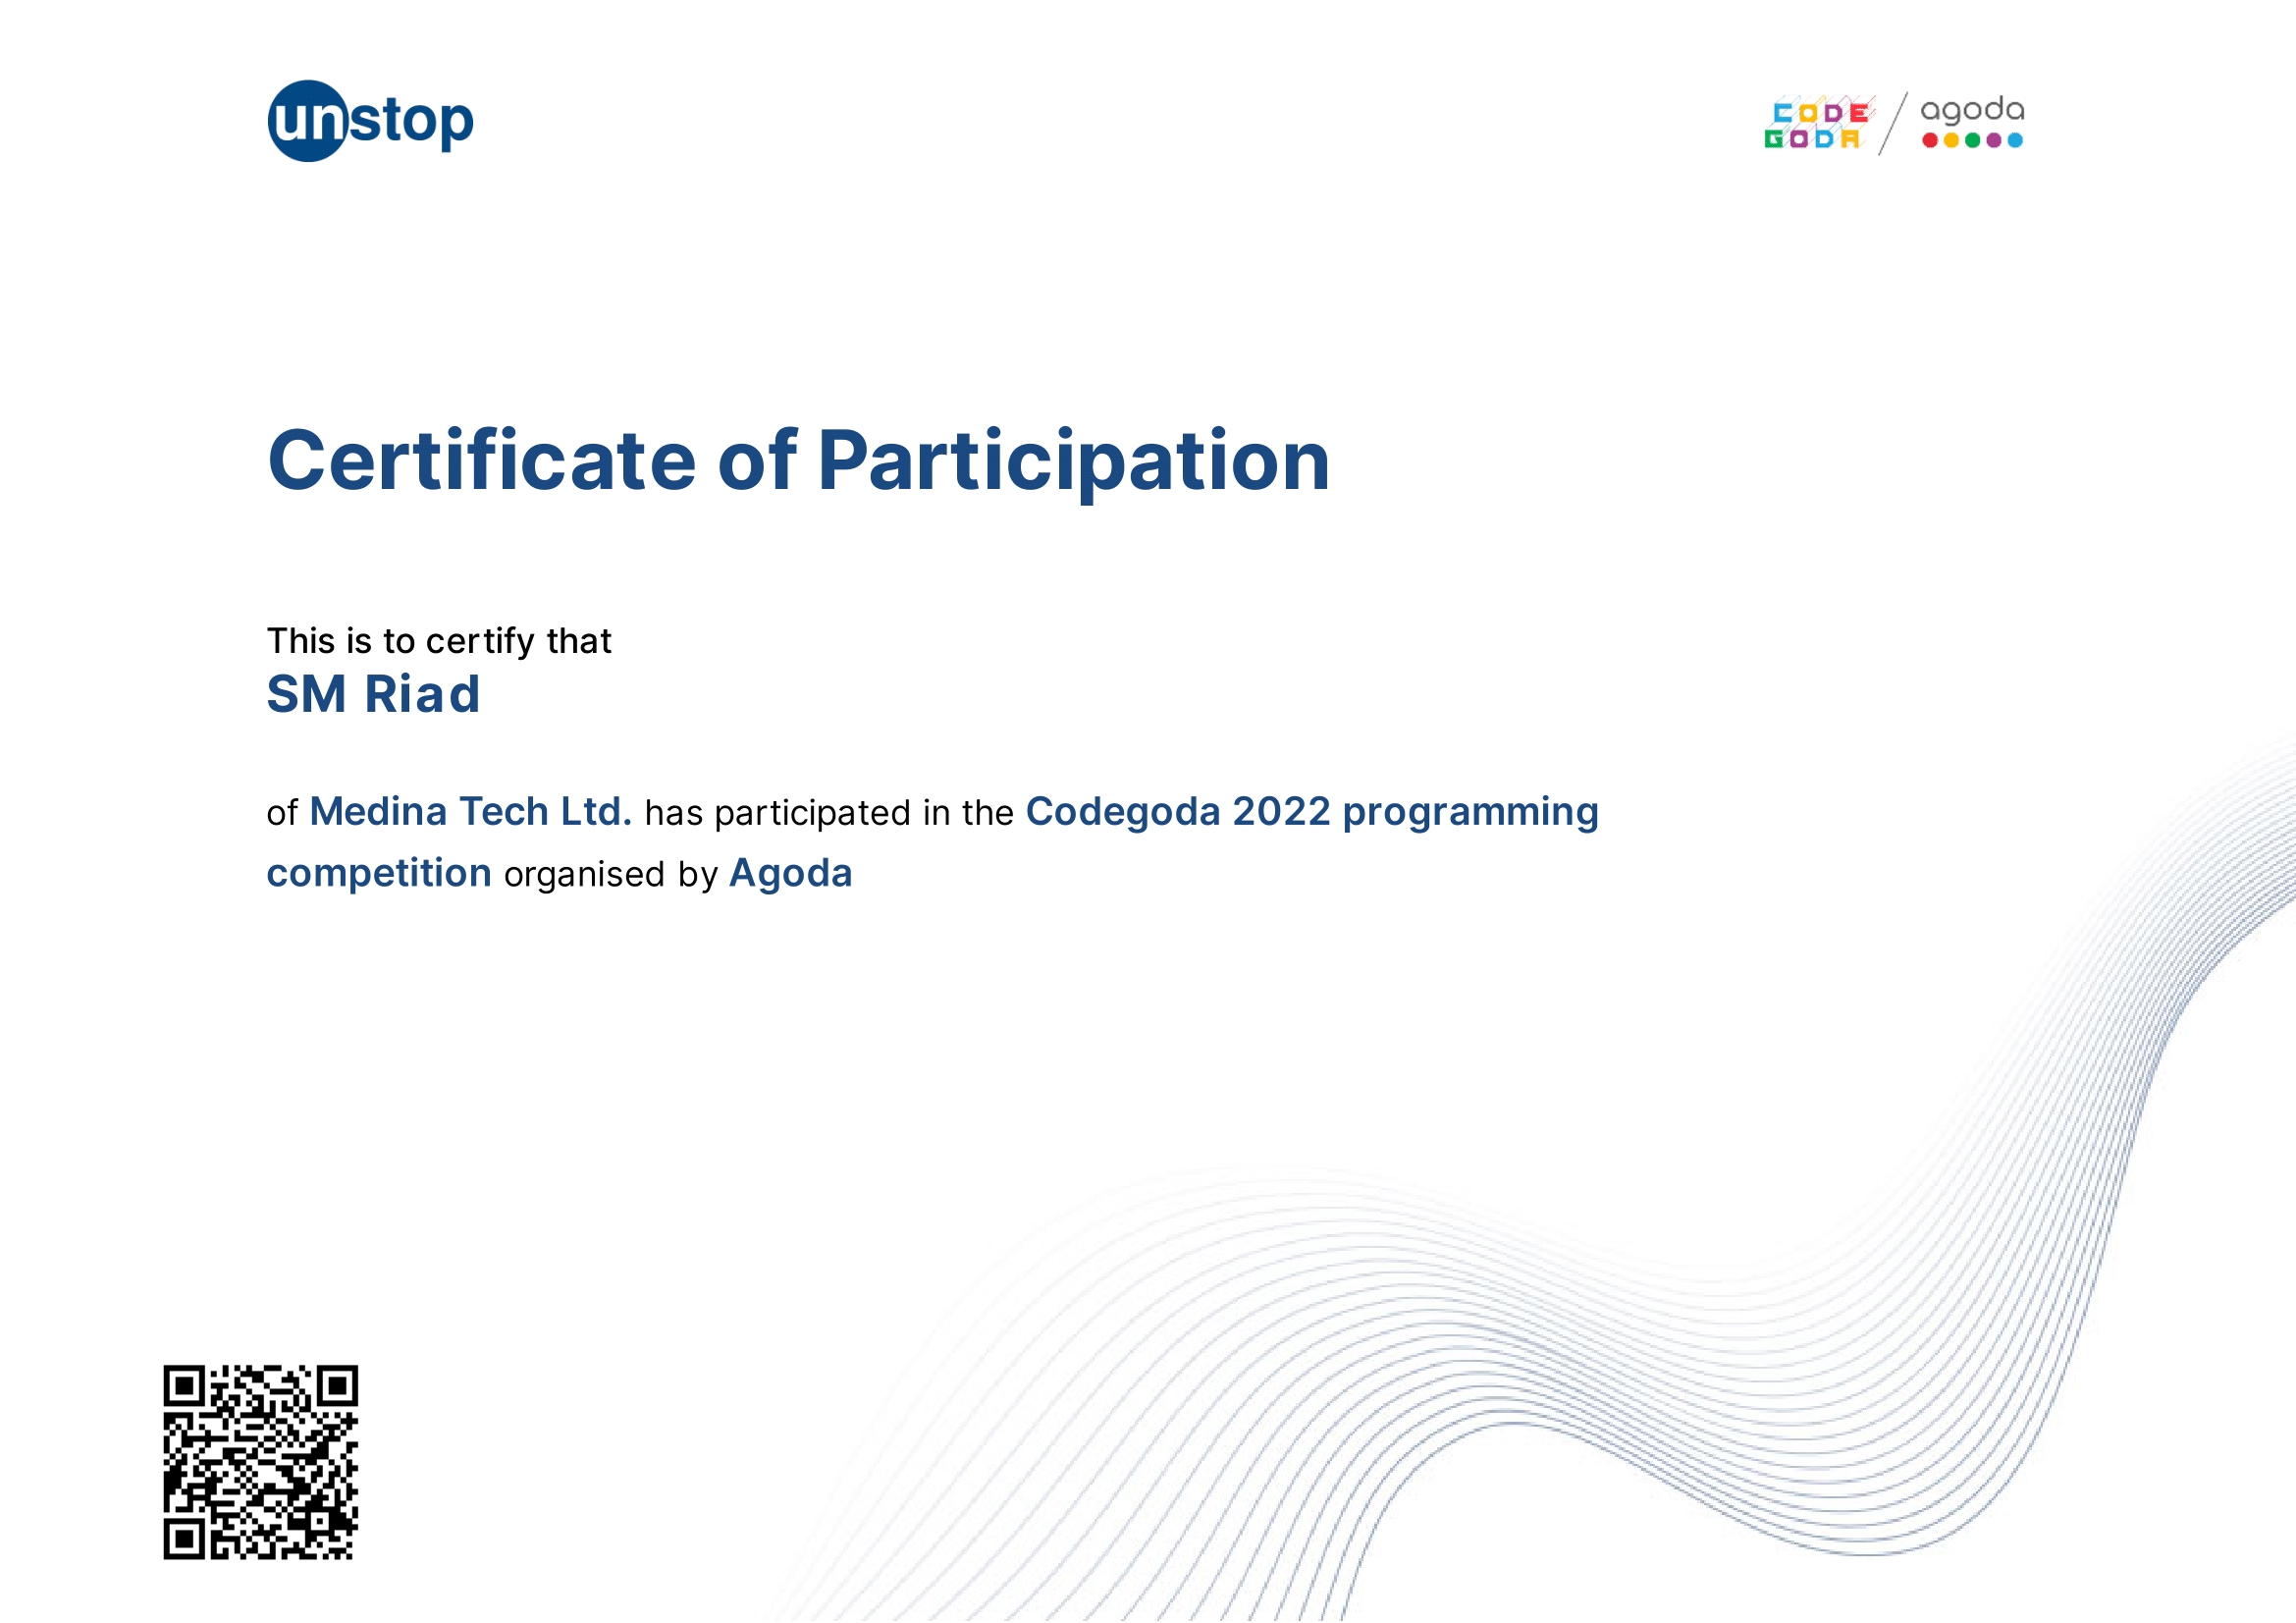 unstop
CODE
GODA
agoda
Certificate of Participation
This is to certify that
SM Riad
of Medina Tech Ltd. has participated in the Codegoda 2022 programming
competition organised by Agoda